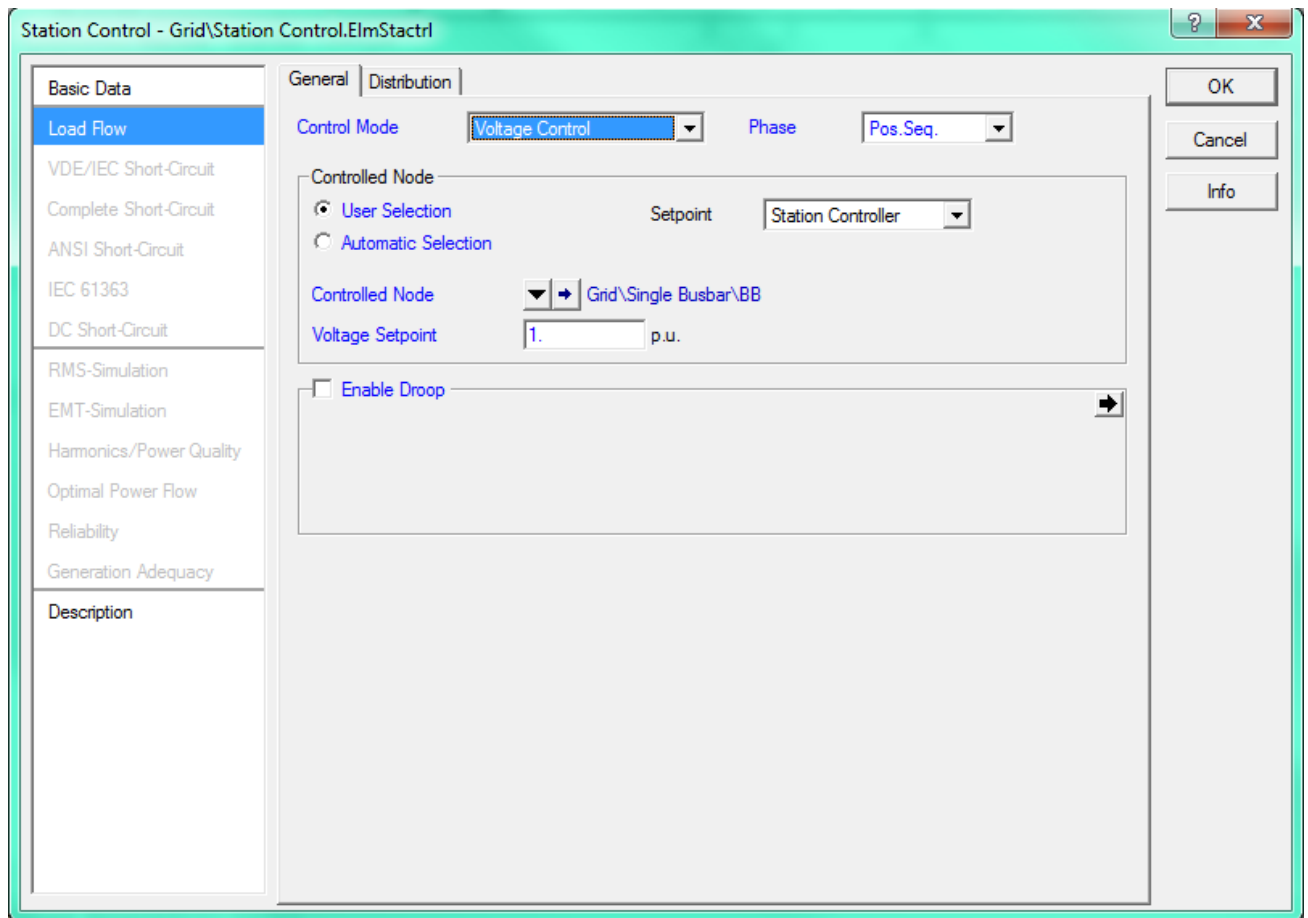 Station Control - Grid\Station Control.ElmStactrl
?
X
Basic Data
Load Flow
VDE/IEC Short-Circuit
Complete Short-Circuit
ANSI Short-Circuit
IEC 61363
DC Short-Circuit
RMS-Simulation
EMT-Simulation
Harmonics/Power Quality
Optimal Power Flow
Reliability
Generation Adequacy
Description
General
Distribution
Control Mode
Voltage Control
Phase
Pos.Seq.
Controlled Node
User Selection
Setpoint
Station Controller
Automatic Selection
Controlled Node
Grid\Single Busbar\BB
Voltage Setpoint
1.
p.u.
Enable Droop
OK
Cancel
Info